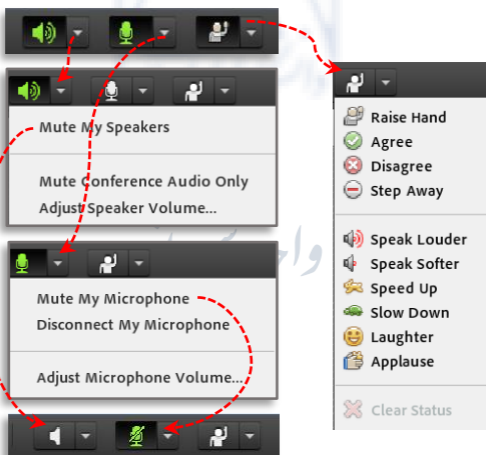 Mute My Speakers
Mute Conference Audio Only
Adjust Speaker Volume...
Mute My Microphone
Disconnect My Microphone
Adjust Microphone Volume...
Raise Hand
Agree
Disagree
Step Away
Speak Louder
Speak Softer
Speed Up
Slow Down
Laughter
Applause
Clear Status